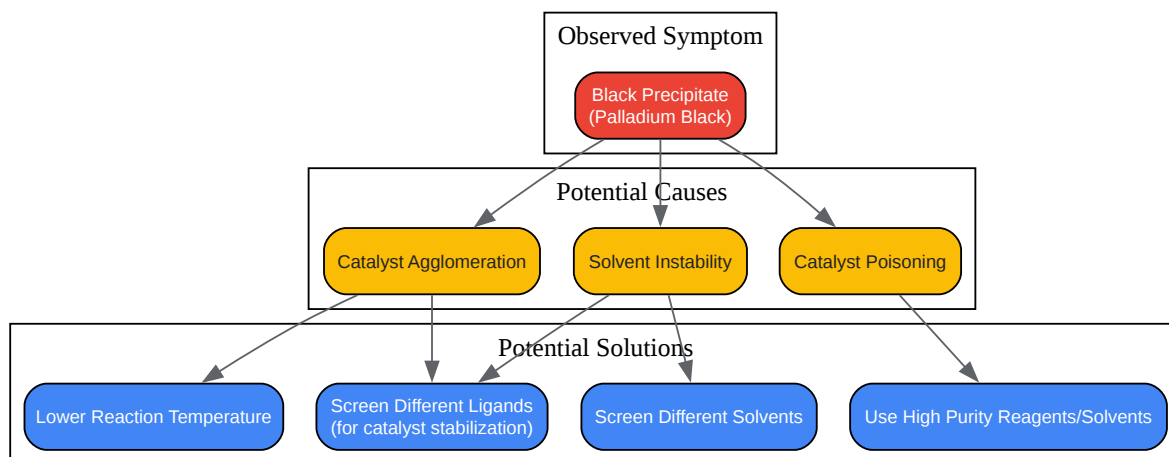 Observed Symptom
Black Precipitate
(Palladium Black)
Potential Causes
Catalyst Agglomeration
Solvent Instability
Catalyst Poisoning
Potential Solutions
Lower Reaction Temperature
Screen Different Ligands
(for catalyst stabilization)
Screen Different Solvents
Use High Purity Reagents/Solvents